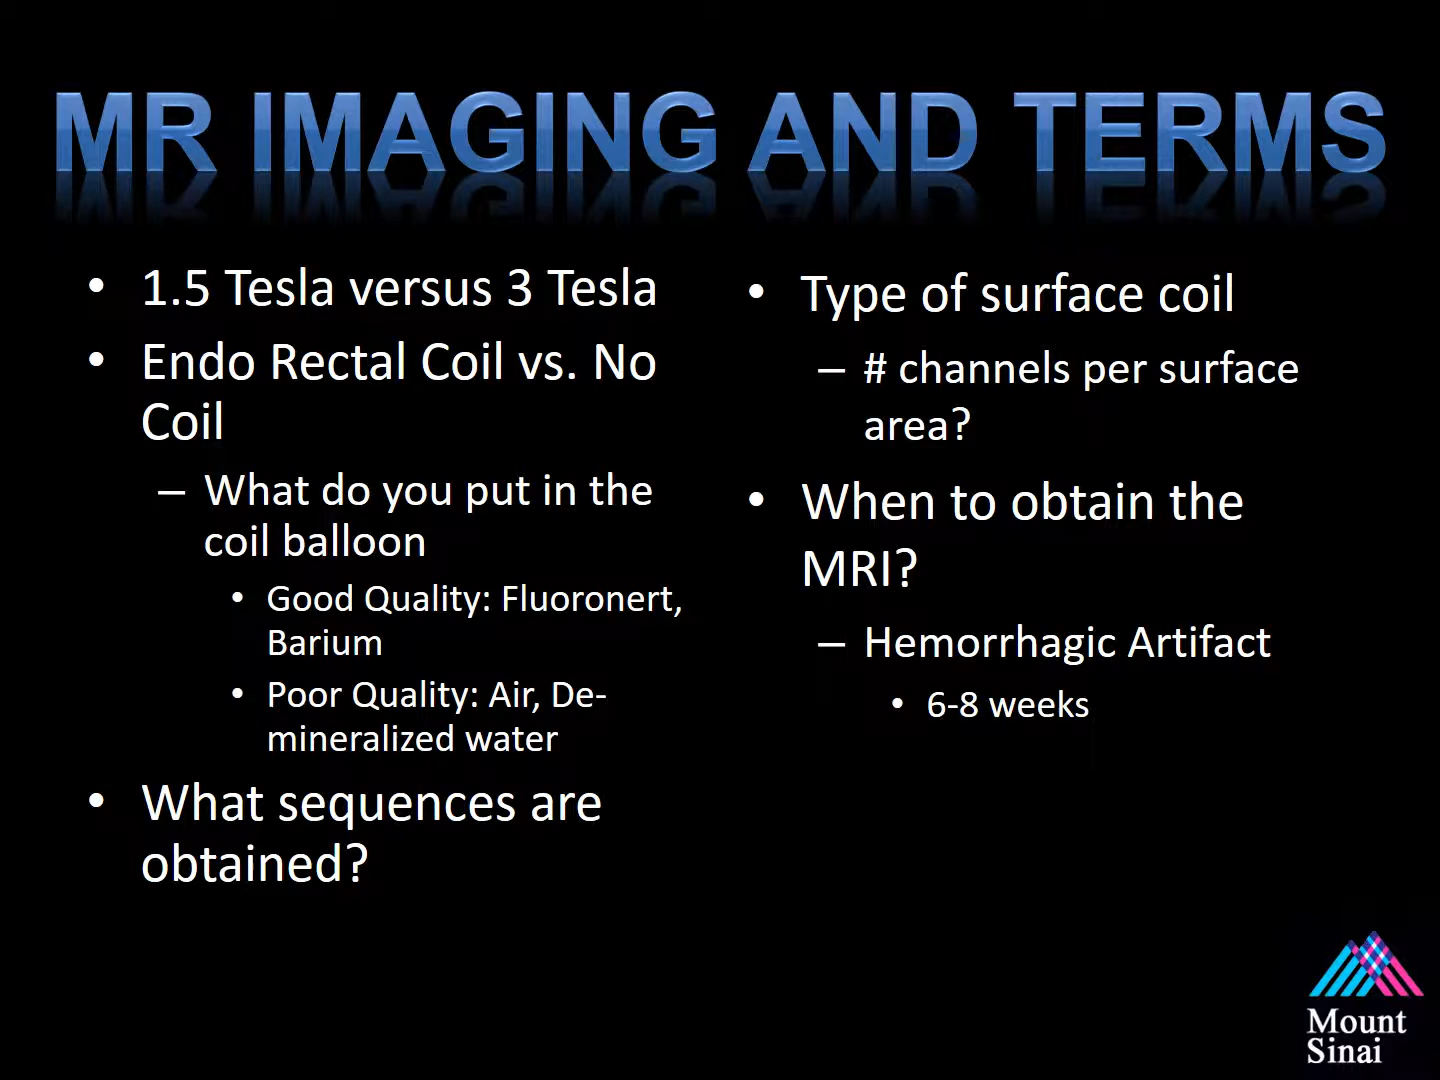 MR IMAGING AND TERMS
• 1.5 Tesla versus 3 Tesla
• Endo Rectal Coil vs. No
Coil
– What do you put in the
coil balloon
• Good Quality: Fluoronert,
Barium
• Poor Quality: Air, De-
mineralized water
• What sequences are
obtained?
• Type of surface coil
– # channels per surface
area?
• When to obtain the
MRI?
– Hemorrhagic Artifact
• 6-8 weeks
Mount
Sinai